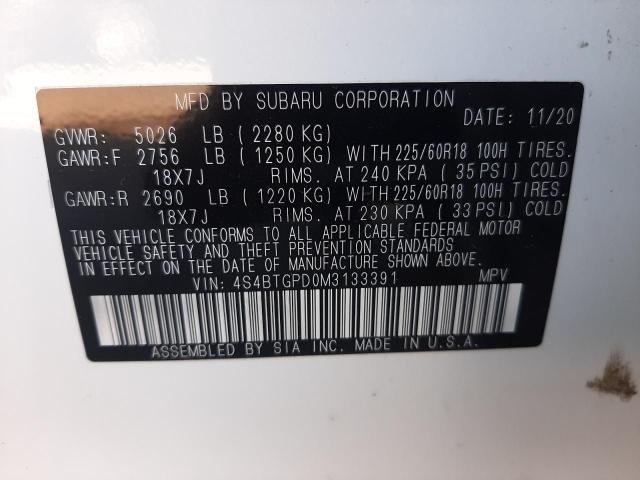 MFD BY SUBARU CORPORATION
DATE: 11/20
GVWR: 5026 LB (2280 KG)
GAWR:F 2756 LB (1250 KG) WITH 225/60R18 100H TIRES.
18X7J RIMS. AT 240 KPA (35 PSI) COLD
GAWR:R 2690 LB (1220 KG) WITH 225/60R18 100H TIRES.
18X7J RIMS. AT 230 KPA (33 PSI) COLD
THIS VEHICLE CONFORMS TO ALL APPLICABLE FEDERAL MOTOR
VEHICLE SAFETY AND THEFT PREVENTION STANDARDS
IN EFFECT ON THE DATE OF MANUFACTURE SHOWN ABOVE.
VIN: 4S4BTGPD0M3133391 MPV
ASSEMBLED BY SIA INC. MADE IN U.S.A.